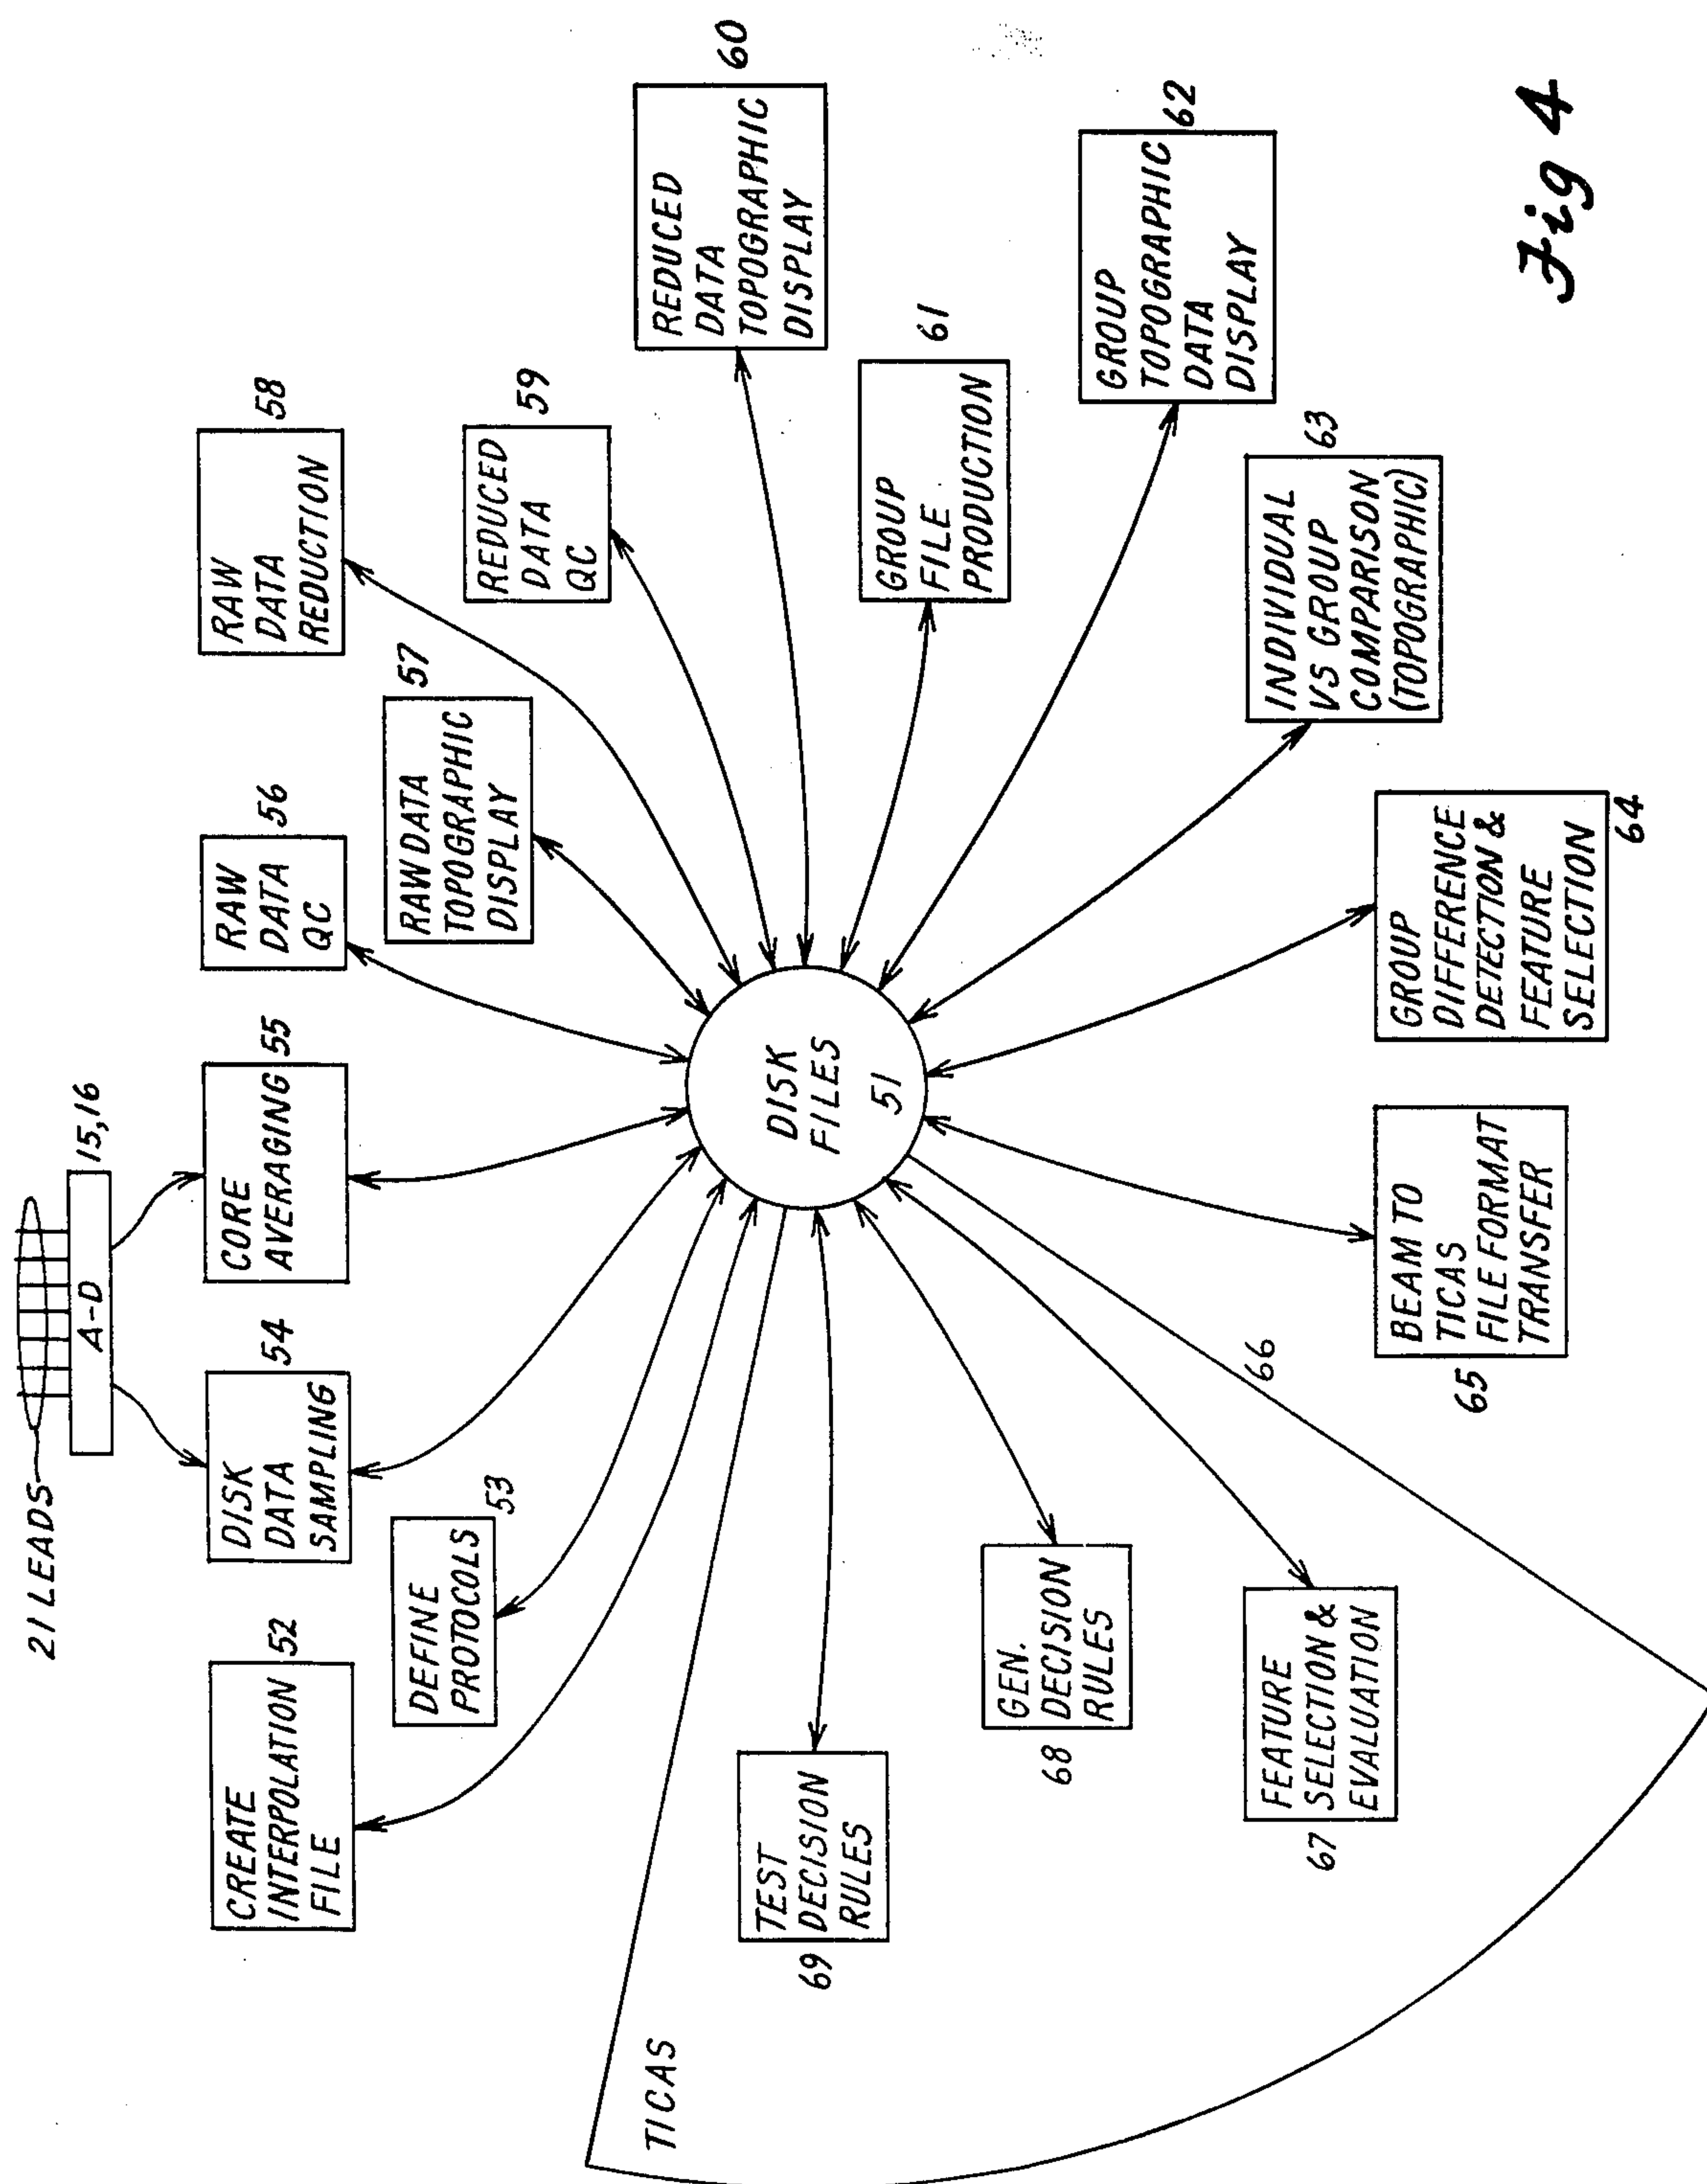 21 LEADS
A-D
15,16
CREATE
INTERPOLATION
FILE
52
DEFINE
PROTOCOLS
53
DISK
DATA
SAMPLING
54
CORE
AVERAGING
55
RAW
DATA
QC
56
RAW DATA
TOPOGRAPHIC
DISPLAY
57
RAW
DATA
REDUCTION
58
REDUCED
DATA
QC
59
REDUCED
DATA
TOPOGRAPHIC
DISPLAY
60
GROUP
FILE
PRODUCTION
61
GROUP
TOPOGRAPHIC
DATA
DISPLAY
62
INDIVIDUAL
VS GROUP
COMPARISON
(TOPOGRAPHIC)
63
GROUP
DIFFERENCE
DETECTION &
FEATURE
SELECTION
64
BEAM TO
TICAS
FILE FORMAT
TRANSFER
65
66
FEATURE
SELECTION &
EVALUATION
67
GEN.
DECISION
RULES
68
TEST
DECISION
RULES
69
TICAS
DISK
FILES
51
Fig 4